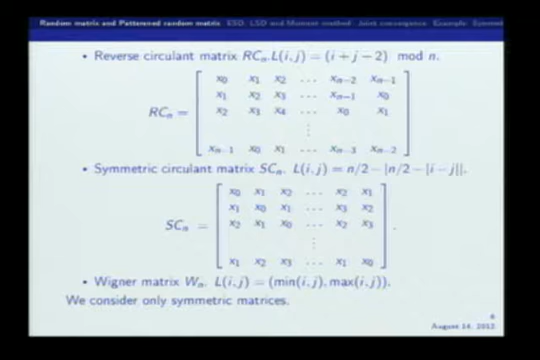 Random matrix and Patterned random matrix ESD, LSD and Moment method Joint convergence Example
• Reverse circulant matrix RCₙ. L(i, j) = (i + j − 2) mod n.
RCₙ = [ x₀ x₁ x₂ … xₙ₋₂ xₙ₋₁
x₁ x₂ x₃ … xₙ₋₁ x₀
x₂ x₃ x₄ … x₀ x₁
⋮
xₙ₋₁ x₀ x₁ … xₙ₋₃ xₙ₋₂ ]
• Symmetric circulant matrix SCₙ. L(i, j) = n/2 − |n/2 − |i − j||.
SCₙ = [ x₀ x₁ x₂ … x₂ x₁
x₁ x₀ x₁ … x₃ x₂
x₂ x₁ x₀ … x₂ x₃
⋮
x₁ x₂ x₃ … x₁ x₀ ] .
• Wigner matrix Wₙ. L(i, j) = (min(i, j), max(i, j)).
We consider only symmetric matrices.
August 14, 2012